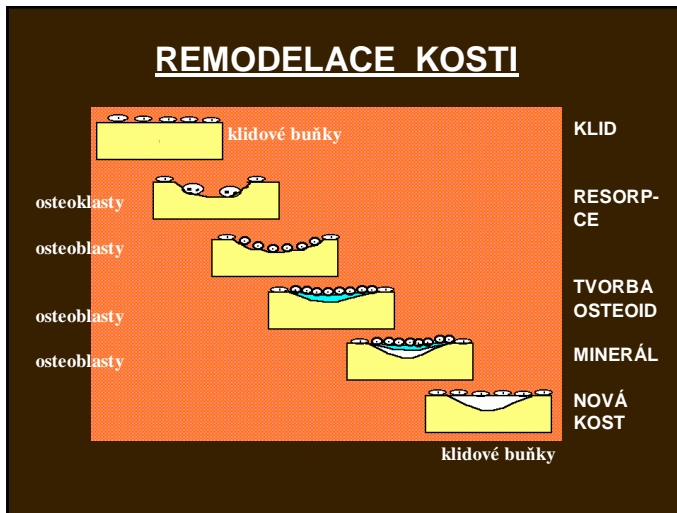 REMODELACE KOSTI
klidové buňky
KLID
osteoklasty
RESORP-
CE
osteoblasty
TVORBA
OSTEOID
osteoblasty
MINERÁL
osteoblasty
NOVÁ
KOST
klidové buňky